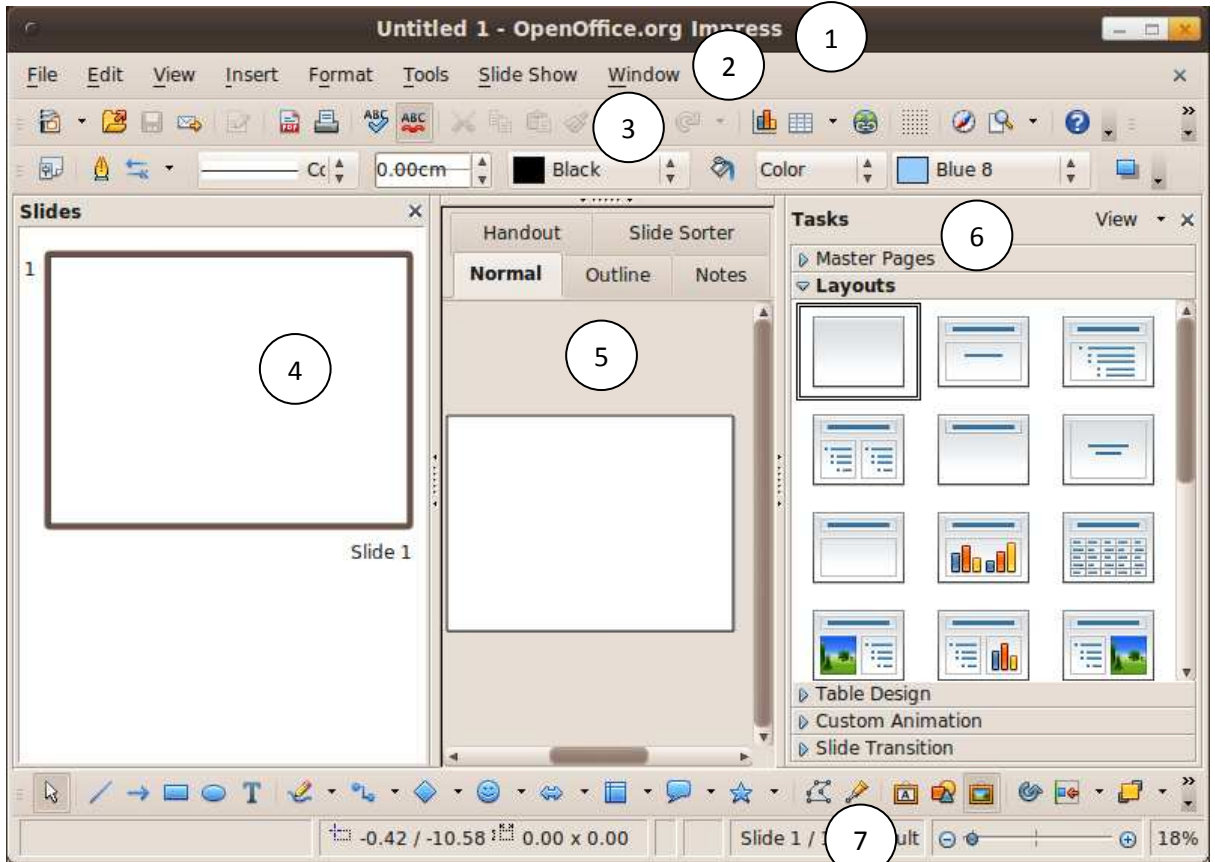 Untitled 1 - OpenOffice.org Impress
1
File Edit View Insert Format Tools Slide Show Window
2
3
ABC ABC
PDF
0.00cm Black Color Blue 8
Slides
1
4
Slide 1
Handout Slide Sorter
Normal Outline Notes
5
Tasks View
6
Master Pages
Layouts
Table Design
Custom Animation
Slide Transition
T A
-0.42 / -10.58 0.00 x 0.00 Slide 1 / 18%
7